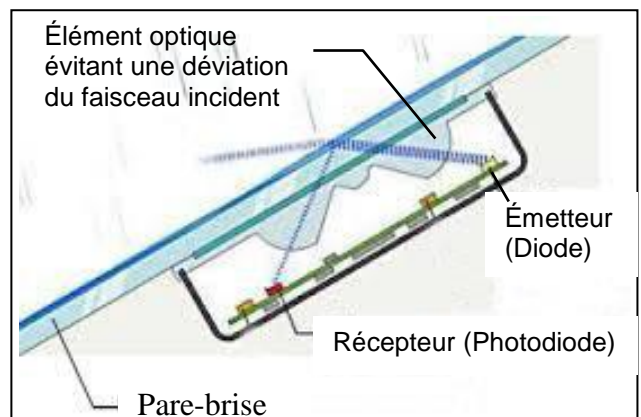 Élément optique
évitant une déviation
du faisceau incident
Émetteur
(Diode)
Récepteur (Photodiode)
Pare-brise